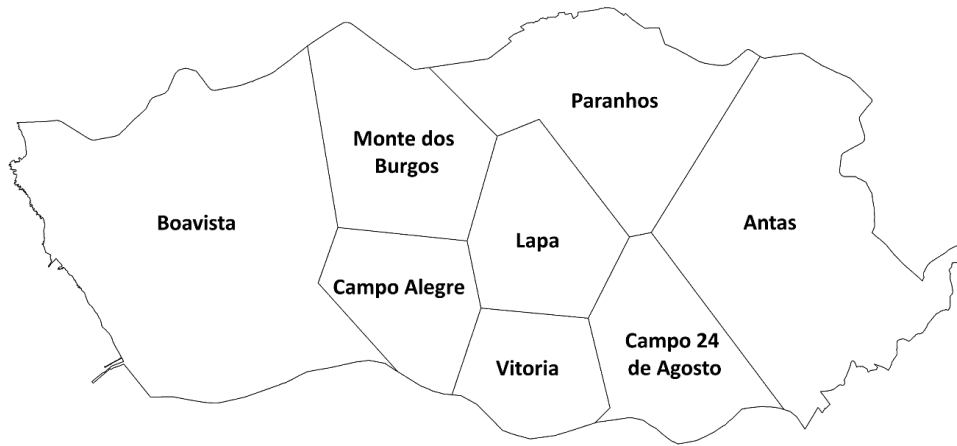 Paranhos
Monte dos
Burgos
Boavista
Lapa
Antas
Campo Alegre
Vitoria
Campo 24
de Agosto